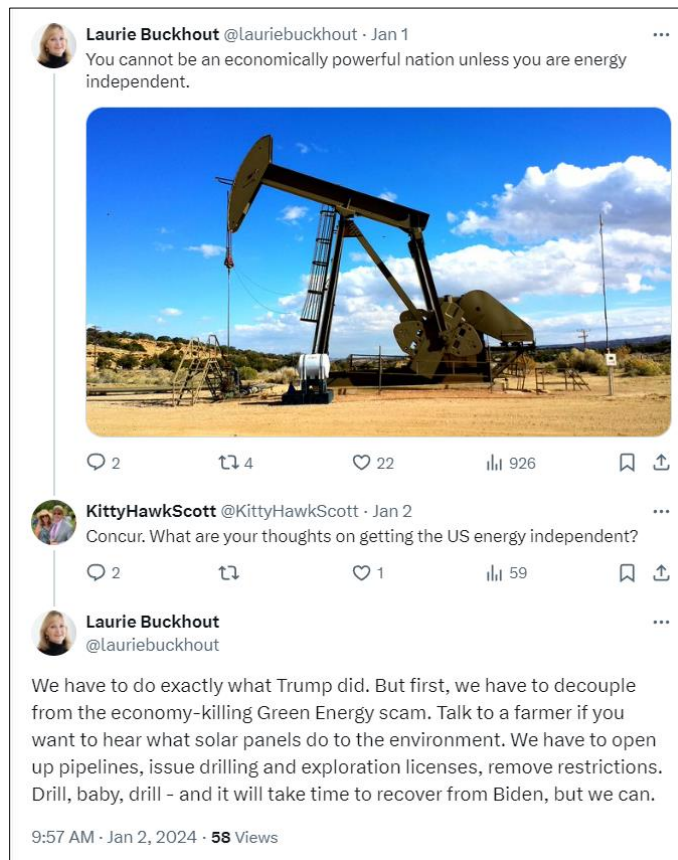 Laurie Buckhout @lauriebuckhout · Jan 1
You cannot be an economically powerful nation unless you are energy
independent.
2 4 22 926
KittyHawkScott @KittyHawkScott · Jan 2
Concur. What are your thoughts on getting the US energy independent?
2 1 59
Laurie Buckhout
@lauriebuckhout
We have to do exactly what Trump did. But first, we have to decouple
from the economy-killing Green Energy scam. Talk to a farmer if you
want to hear what solar panels do to the environment. We have to open
up pipelines, issue drilling and exploration licenses, remove restrictions.
Drill, baby, drill - and it will take time to recover from Biden, but we can.
9:57 AM · Jan 2, 2024 · 58 Views